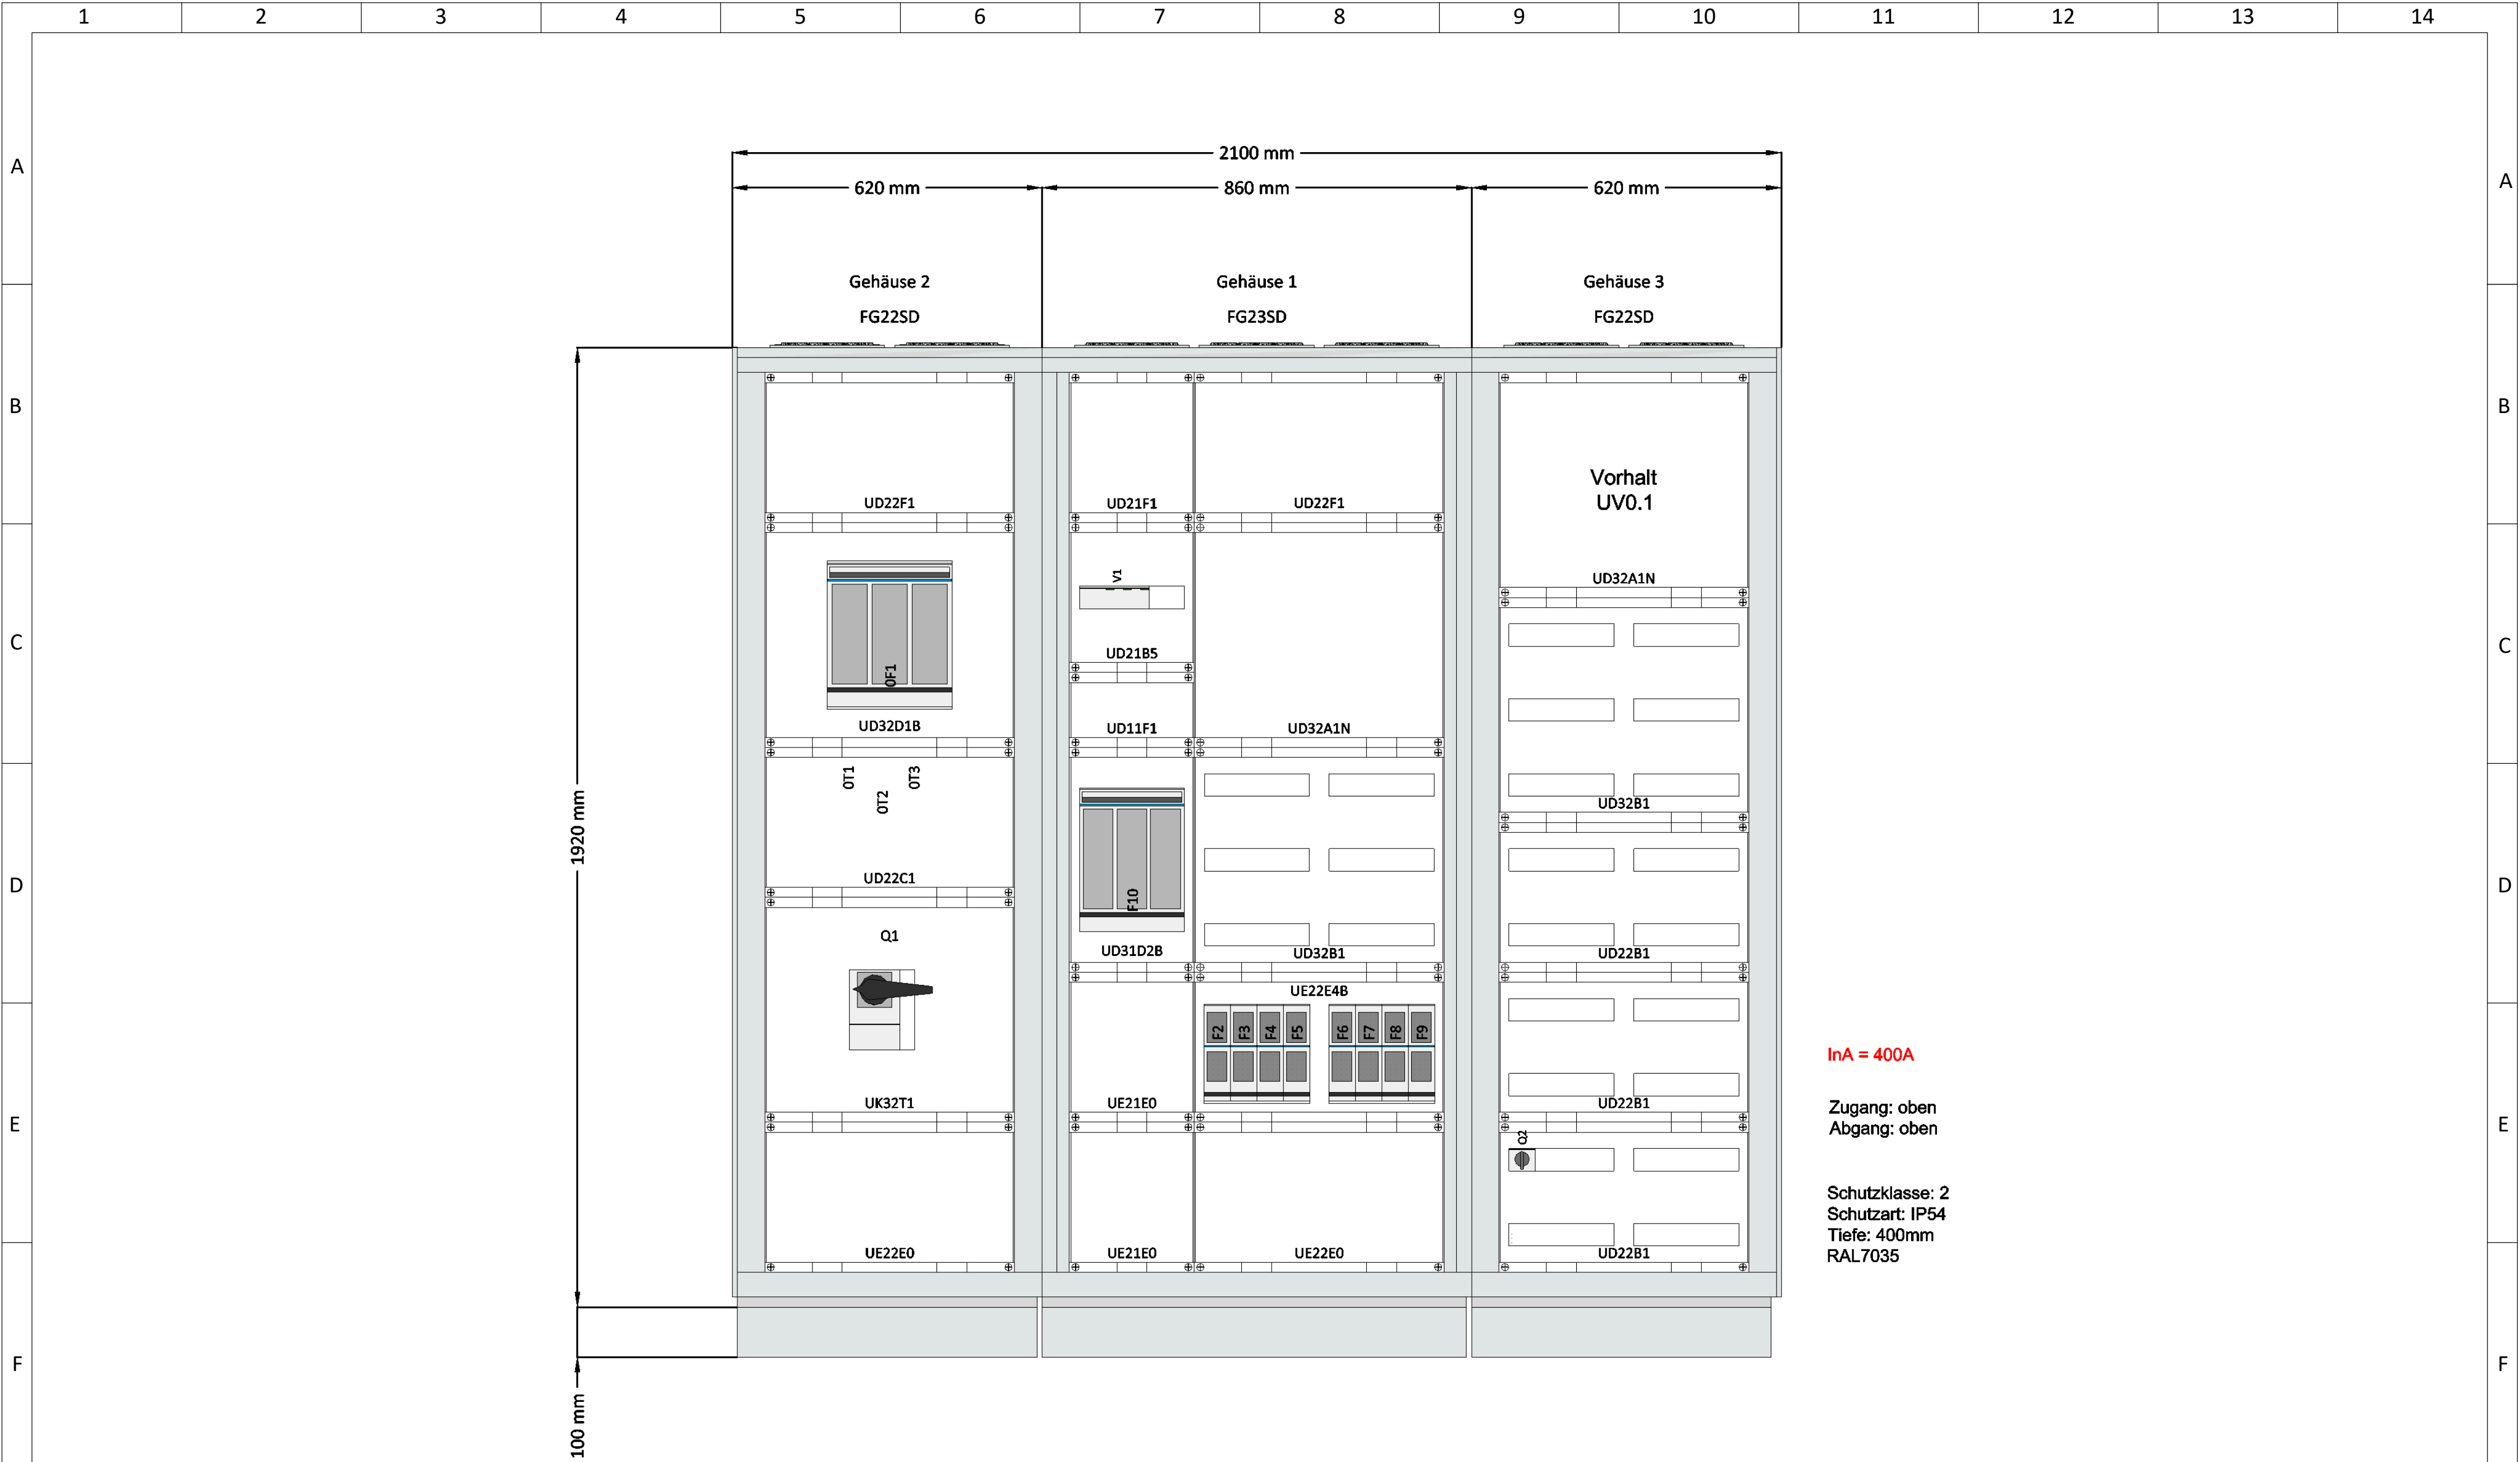 1 2 3 4 5 6 7 8 9 10 11 12 13 14
A A
2100 mm
620 mm 860 mm 620 mm
Gehäuse 2 Gehäuse 1 Gehäuse 3
FG22SD FG23SD FG22SD
B B
Vorhalt
UV0.1
UD22F1 UD21F1 UD22F1
V1
UD32A1N
C C
UD21B5
0F1
UD32D1B UD11F1 UD32A1N
0T1 0T3
0T2
UD32B1
1920 mm
D D
UD22C1
F10
Q1
UD31D2B UD32B1 UD22B1
UE22E4B
F2 F3 F4 F5 F6 F7 F8 F9
InA = 400A
UK32T1 UE21E0 UD22B1
Zugang: oben
Abgang: oben
E E
Q2
Schutzklasse: 2
Schutzart: IP54
Tiefe: 400mm
RAL7035
UE22E0 UE21E0 UE22E0 UD22B1
F F
100 mm